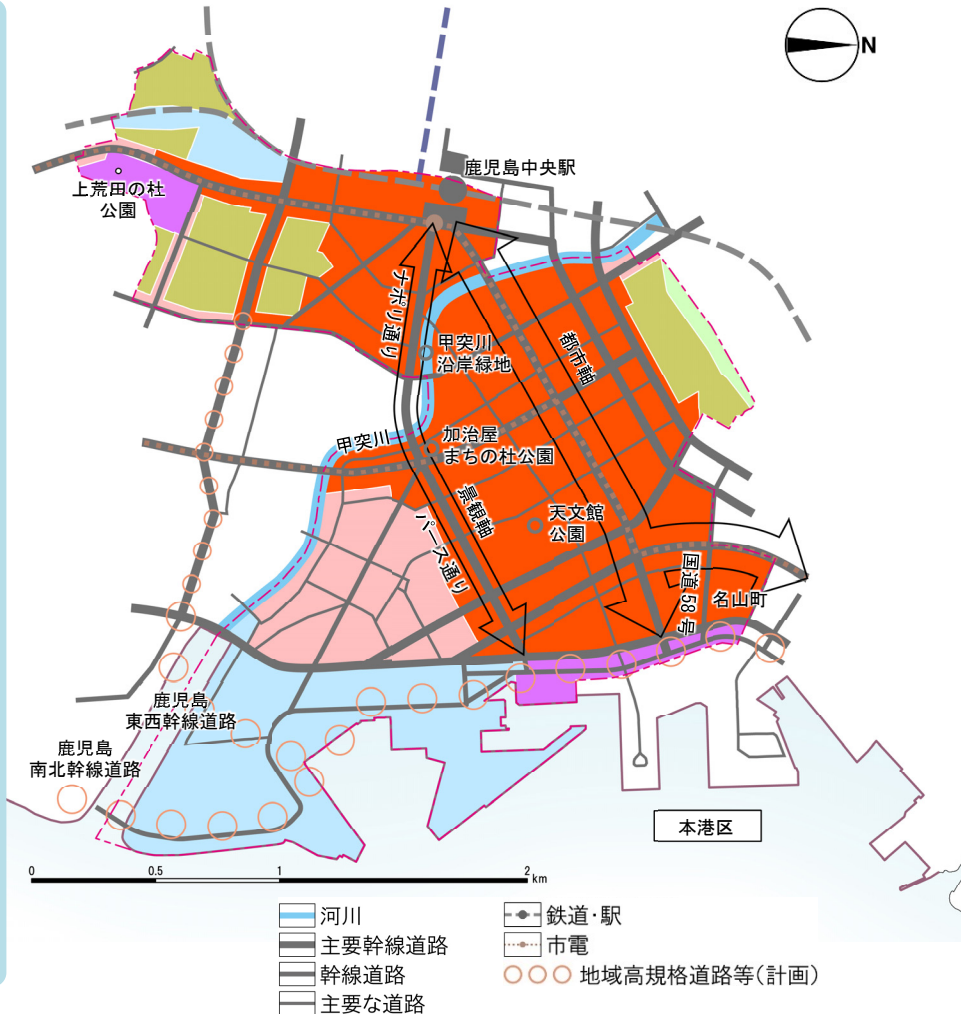 N
鹿児島中央駅
上荒田の杜
公園
ナポリ通り
甲突川
沿岸緑地
都市軸
甲突川
加治屋
まちの杜公園
景観軸
パース通り
天文館
公園
国道58号
名山町
鹿児島
東西幹線道路
鹿児島
南北幹線道路
本港区
0 0.5 1 2 km
河川
主要幹線道路
幹線道路
主要な道路
鉄道・駅
市電
地域高規格道路等(計画)